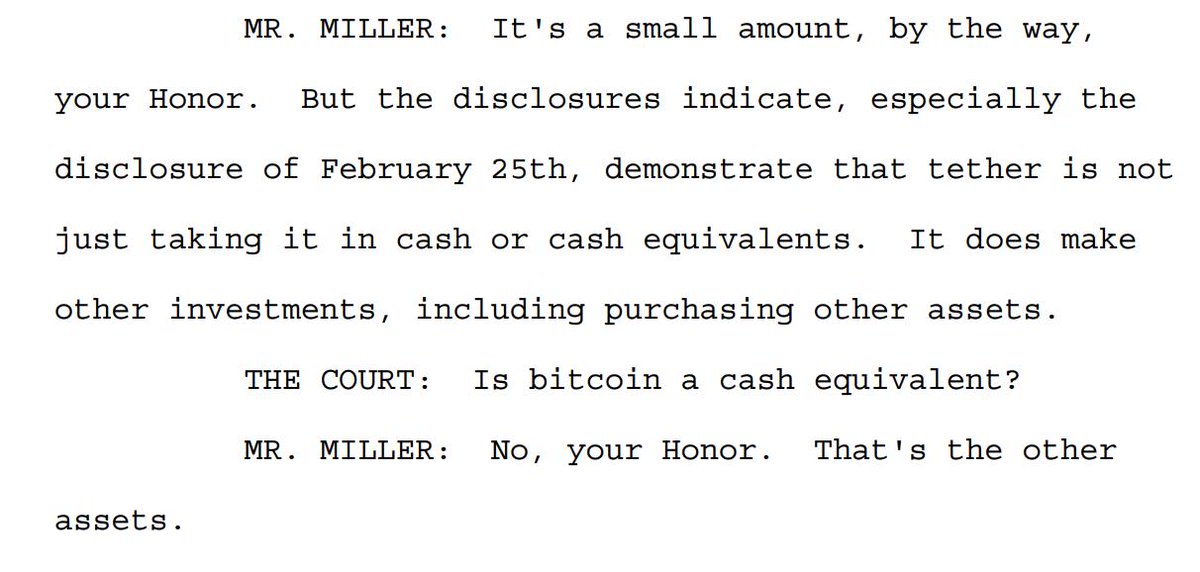 MR. MILLER:  It's a small amount, by the way,
your Honor.  But the disclosures indicate, especially the
disclosure of February 25th, demonstrate that tether is not
just taking it in cash or cash equivalents.  It does make
other investments, including purchasing other assets.
THE COURT:  Is bitcoin a cash equivalent?
MR. MILLER:  No, your Honor.  That's the other
assets.